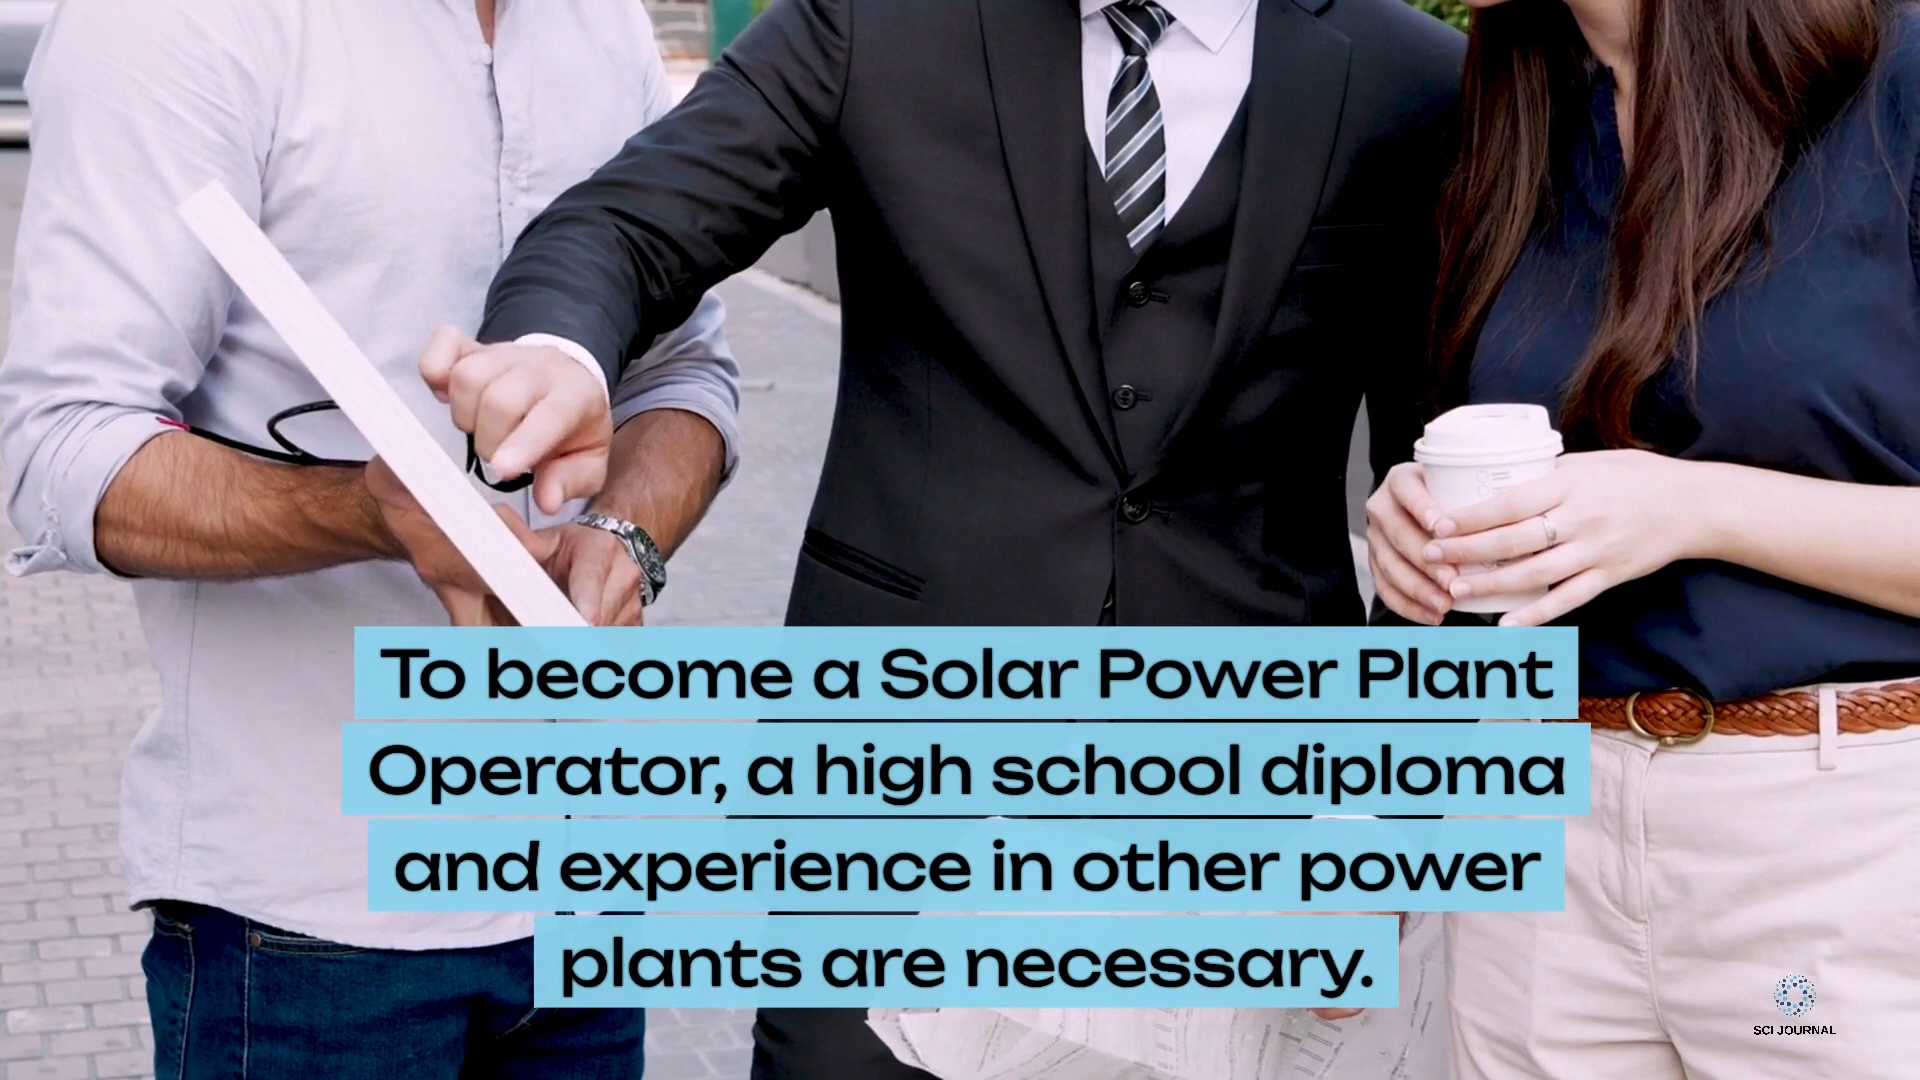 To become a Solar Power Plant
Operator, a high school diploma
and experience in other power
plants are necessary.
SCI JOURNAL